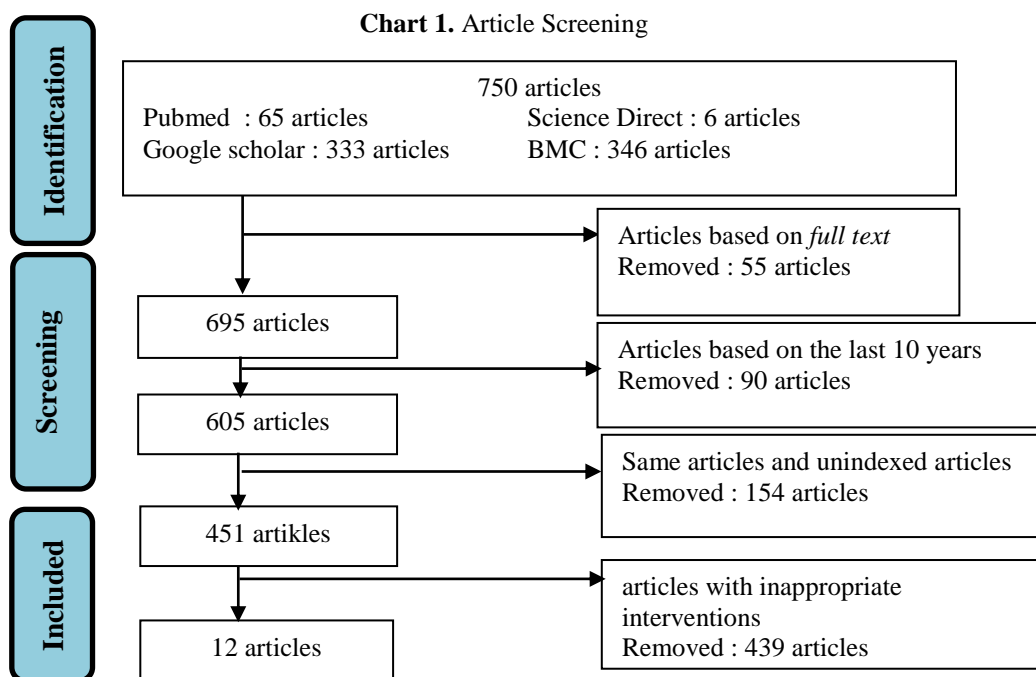 Chart 1. Article Screening
Identification
750 articles
Pubmed : 65 articles
Science Direct : 6 articles
Google scholar : 333 articles
BMC : 346 articles
Articles based on full text
Removed : 55 articles
Screening
695 articles
Articles based on the last 10 years
Removed : 90 articles
605 articles
Same articles and unindexed articles
Removed : 154 articles
Included
451 artikles
articles with inappropriate
interventions
Removed : 439 articles
12 articles